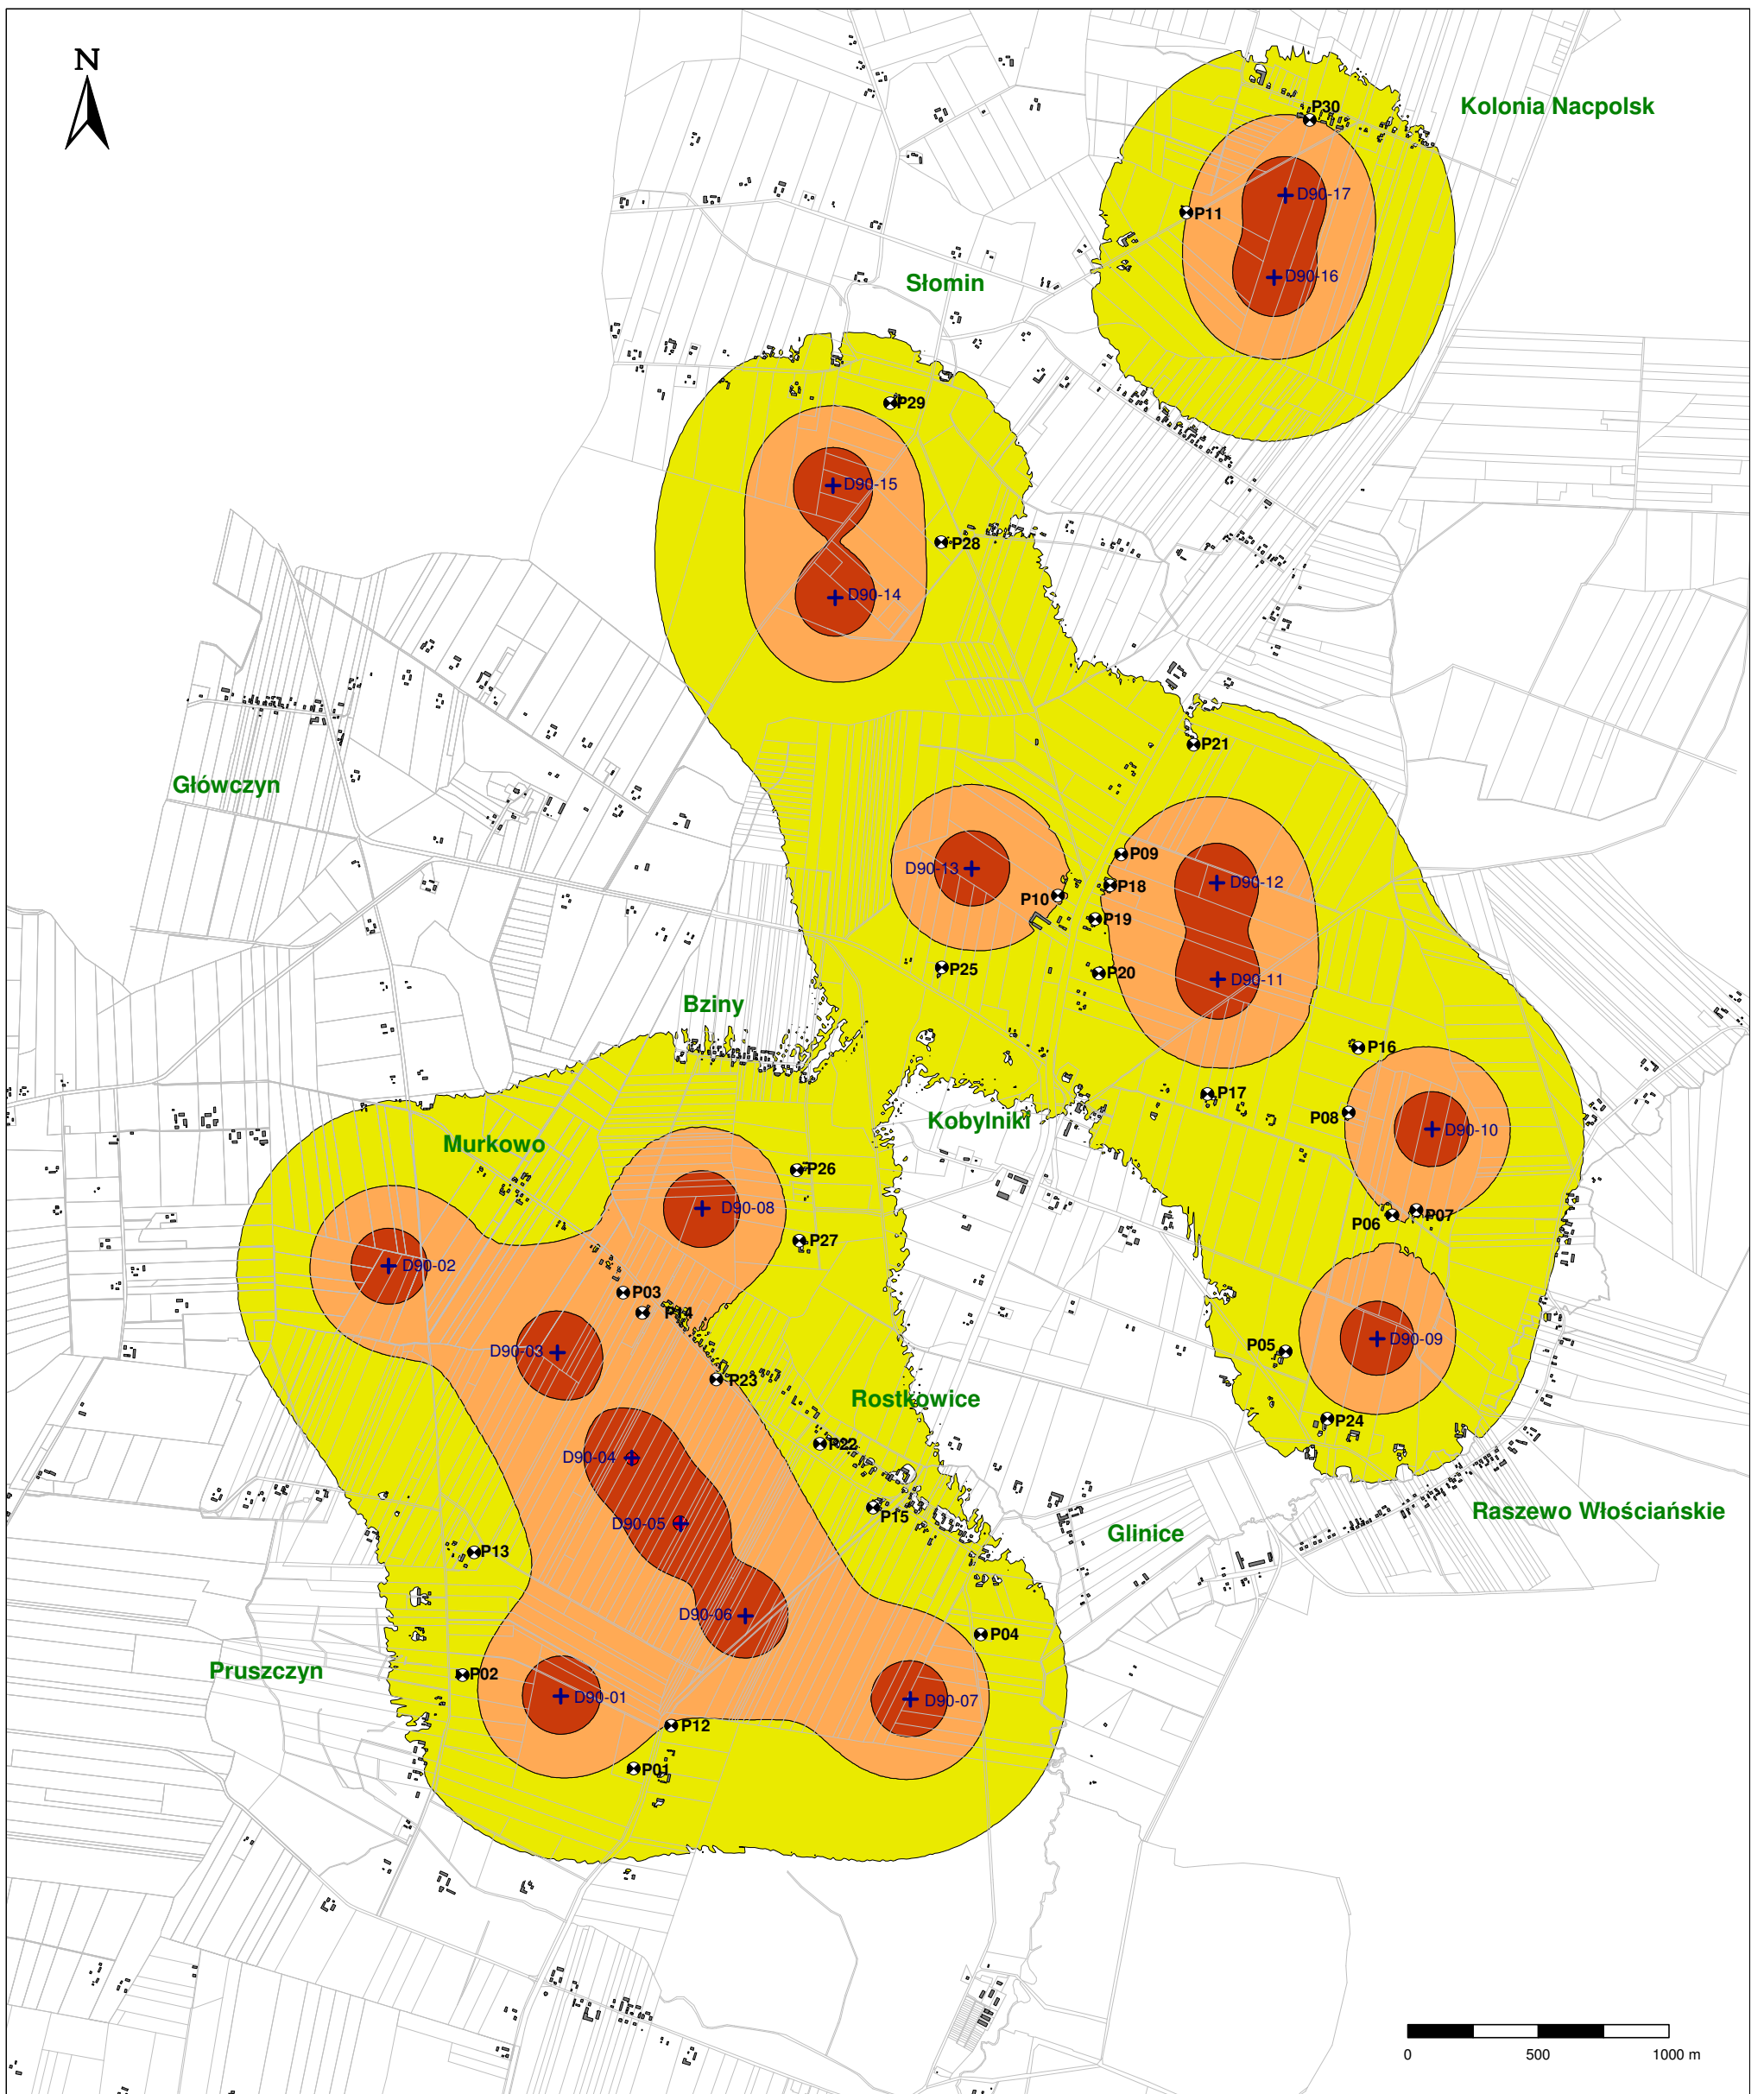 N
Kolonia Nacpolsk
P30
D90-17
P11
D90-16
Słomin
P29
D90-15
P28
D90-14
P21
Główczyn
P09
D90-13
P18
D90-12
P10
P19
P25
P20
D90-11
Bziny
P16
P17
P08
Kobylniki
D90-10
Murkowo
P26
D90-08
P06
P07
P27
D90-02
P03
P14
D90-03
P05
D90-09
P23
Rostkowice
P24
P22
D90-04
P15
D90-05
Raszewo Włościańskie
Glinice
P13
D90-06
P04
Pruszczyn
P02
D90-01
D90-07
P12
P01
0 500 1000 m